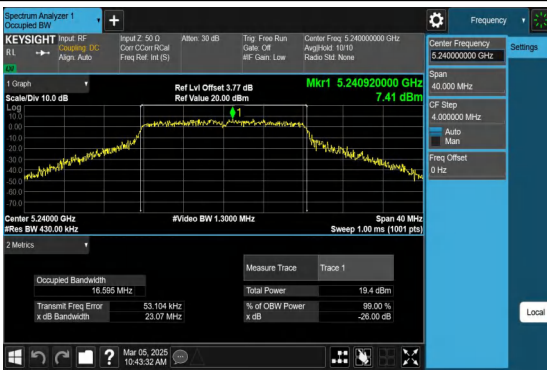 Spectrum Analyzer 1
Occupied BW
Frequency
KEYSIGHT
RL
Input: RF
Coupling: DC
Align: Auto
Input Z: 50 Ω
Corr CCorr RCal
Freq Ref: Int (S)
Atten: 30 dB
Trig: Free Run
Gate: Off
#IF Gain: Low
Center Freq: 5.240000000 GHz
Avg|Hold: 10/10
Radio Std: None
Center Frequency
5.240000000 GHz
Settings
Span
40.000 MHz
CF Step
4.000000 MHz
Auto
Man
Freq Offset
0 Hz
1 Graph
Scale/Div 10.0 dB
Ref Lvl Offset 3.77 dB
Ref Value 20.00 dBm
Mkr1 5.240920000 GHz
7.41 dBm
Log
10.0
0.00
-10.0
-20.0
-30.0
-40.0
-50.0
-60.0
-70.0
1
Center 5.24000 GHz
#Res BW 430.00 kHz
#Video BW 1.3000 MHz
Span 40 MHz
Sweep 1.00 ms (1001 pts)
2 Metrics
Measure Trace
Trace 1
Occupied Bandwidth
16.595 MHz
Total Power
19.4 dBm
Transmit Freq Error
53.104 kHz
% of OBW Power
99.00 %
x dB Bandwidth
23.07 MHz
x dB
-26.00 dB
Local
?
Mar 05, 2025
10:43:32 AM